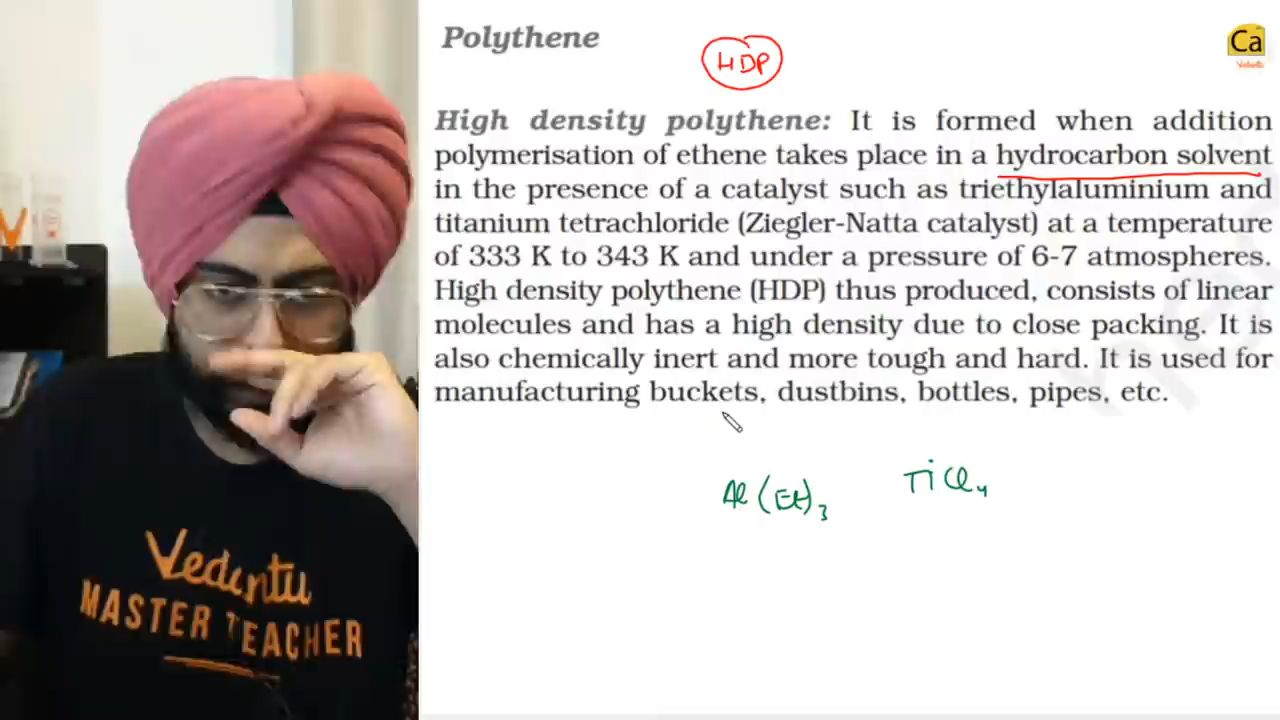 Polythene
HDP
Ca
Vedantu
High density polythene: It is formed when addition
polymerisation of ethene takes place in a hydrocarbon solvent
in the presence of a catalyst such as triethylaluminium and
titanium tetrachloride (Ziegler-Natta catalyst) at a temperature
of 333 K to 343 K and under a pressure of 6-7 atmospheres.
High density polythene (HDP) thus produced, consists of linear
molecules and has a high density due to close packing. It is
also chemically inert and more tough and hard. It is used for
manufacturing buckets, dustbins, bottles, pipes, etc.
Al(Et)3 TiCl4
Vedantu
MASTER TEACHER